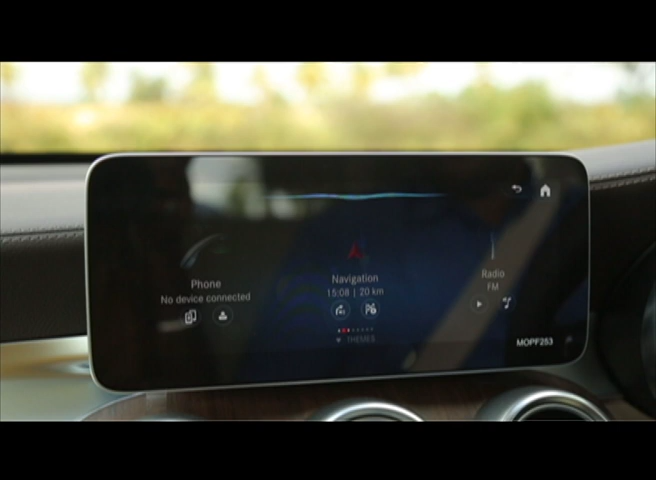 Phone
No device connected
Navigation
15:08 | 20 km
Radio
FM
THEMES
MOPF253